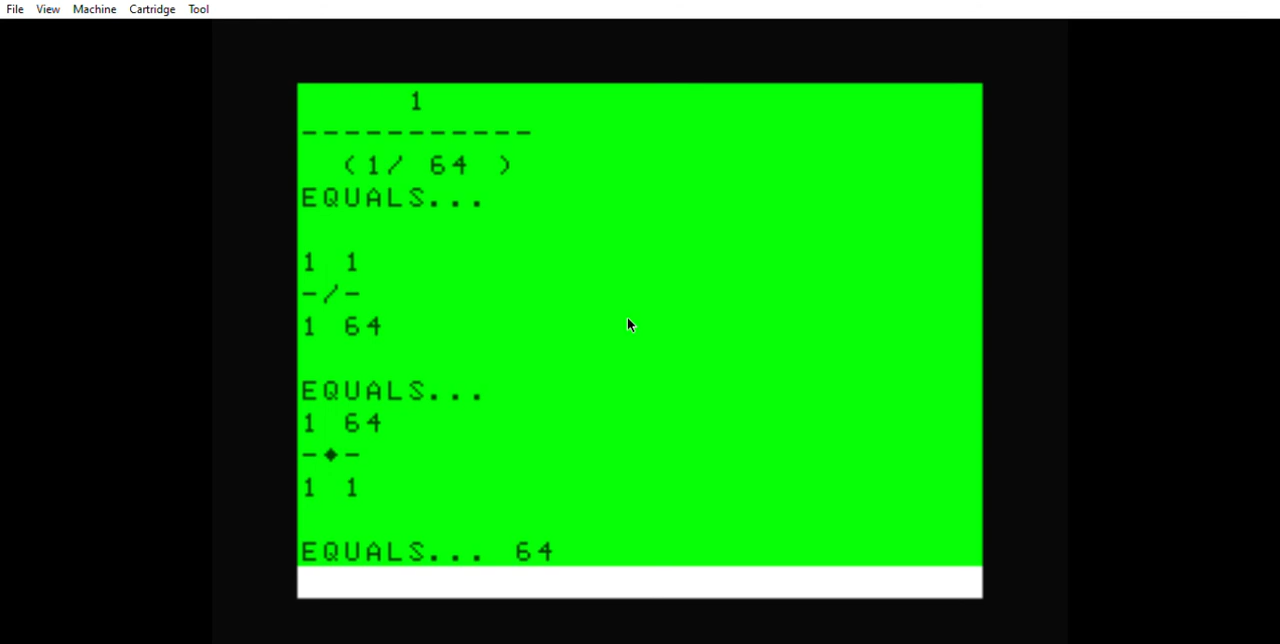 File View Machine Cartridge Tool
1
-----------
(1/ 64 )
EQUALS...
1 1
-/-
1 64
EQUALS...
1 64
-◆-
1 1
EQUALS... 64